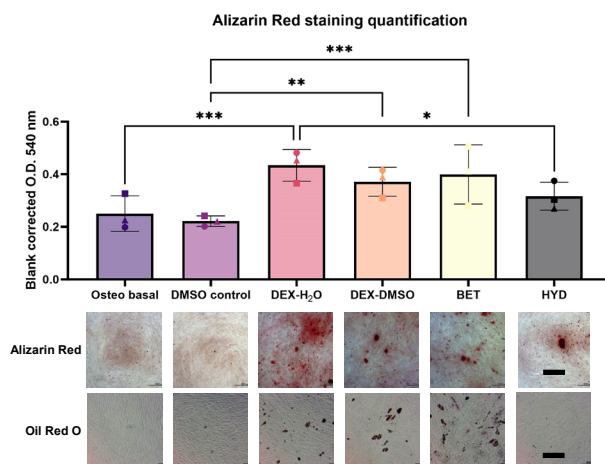 Alizarin Red staining quantification
***
**
***
*
Blank corrected O.D. 540 nm
0.6
0.4
0.2
0.0
Osteo basal
DMSO control
DEX-H₂O
DEX-DMSO
BET
HYD
Alizarin Red
Oil Red O